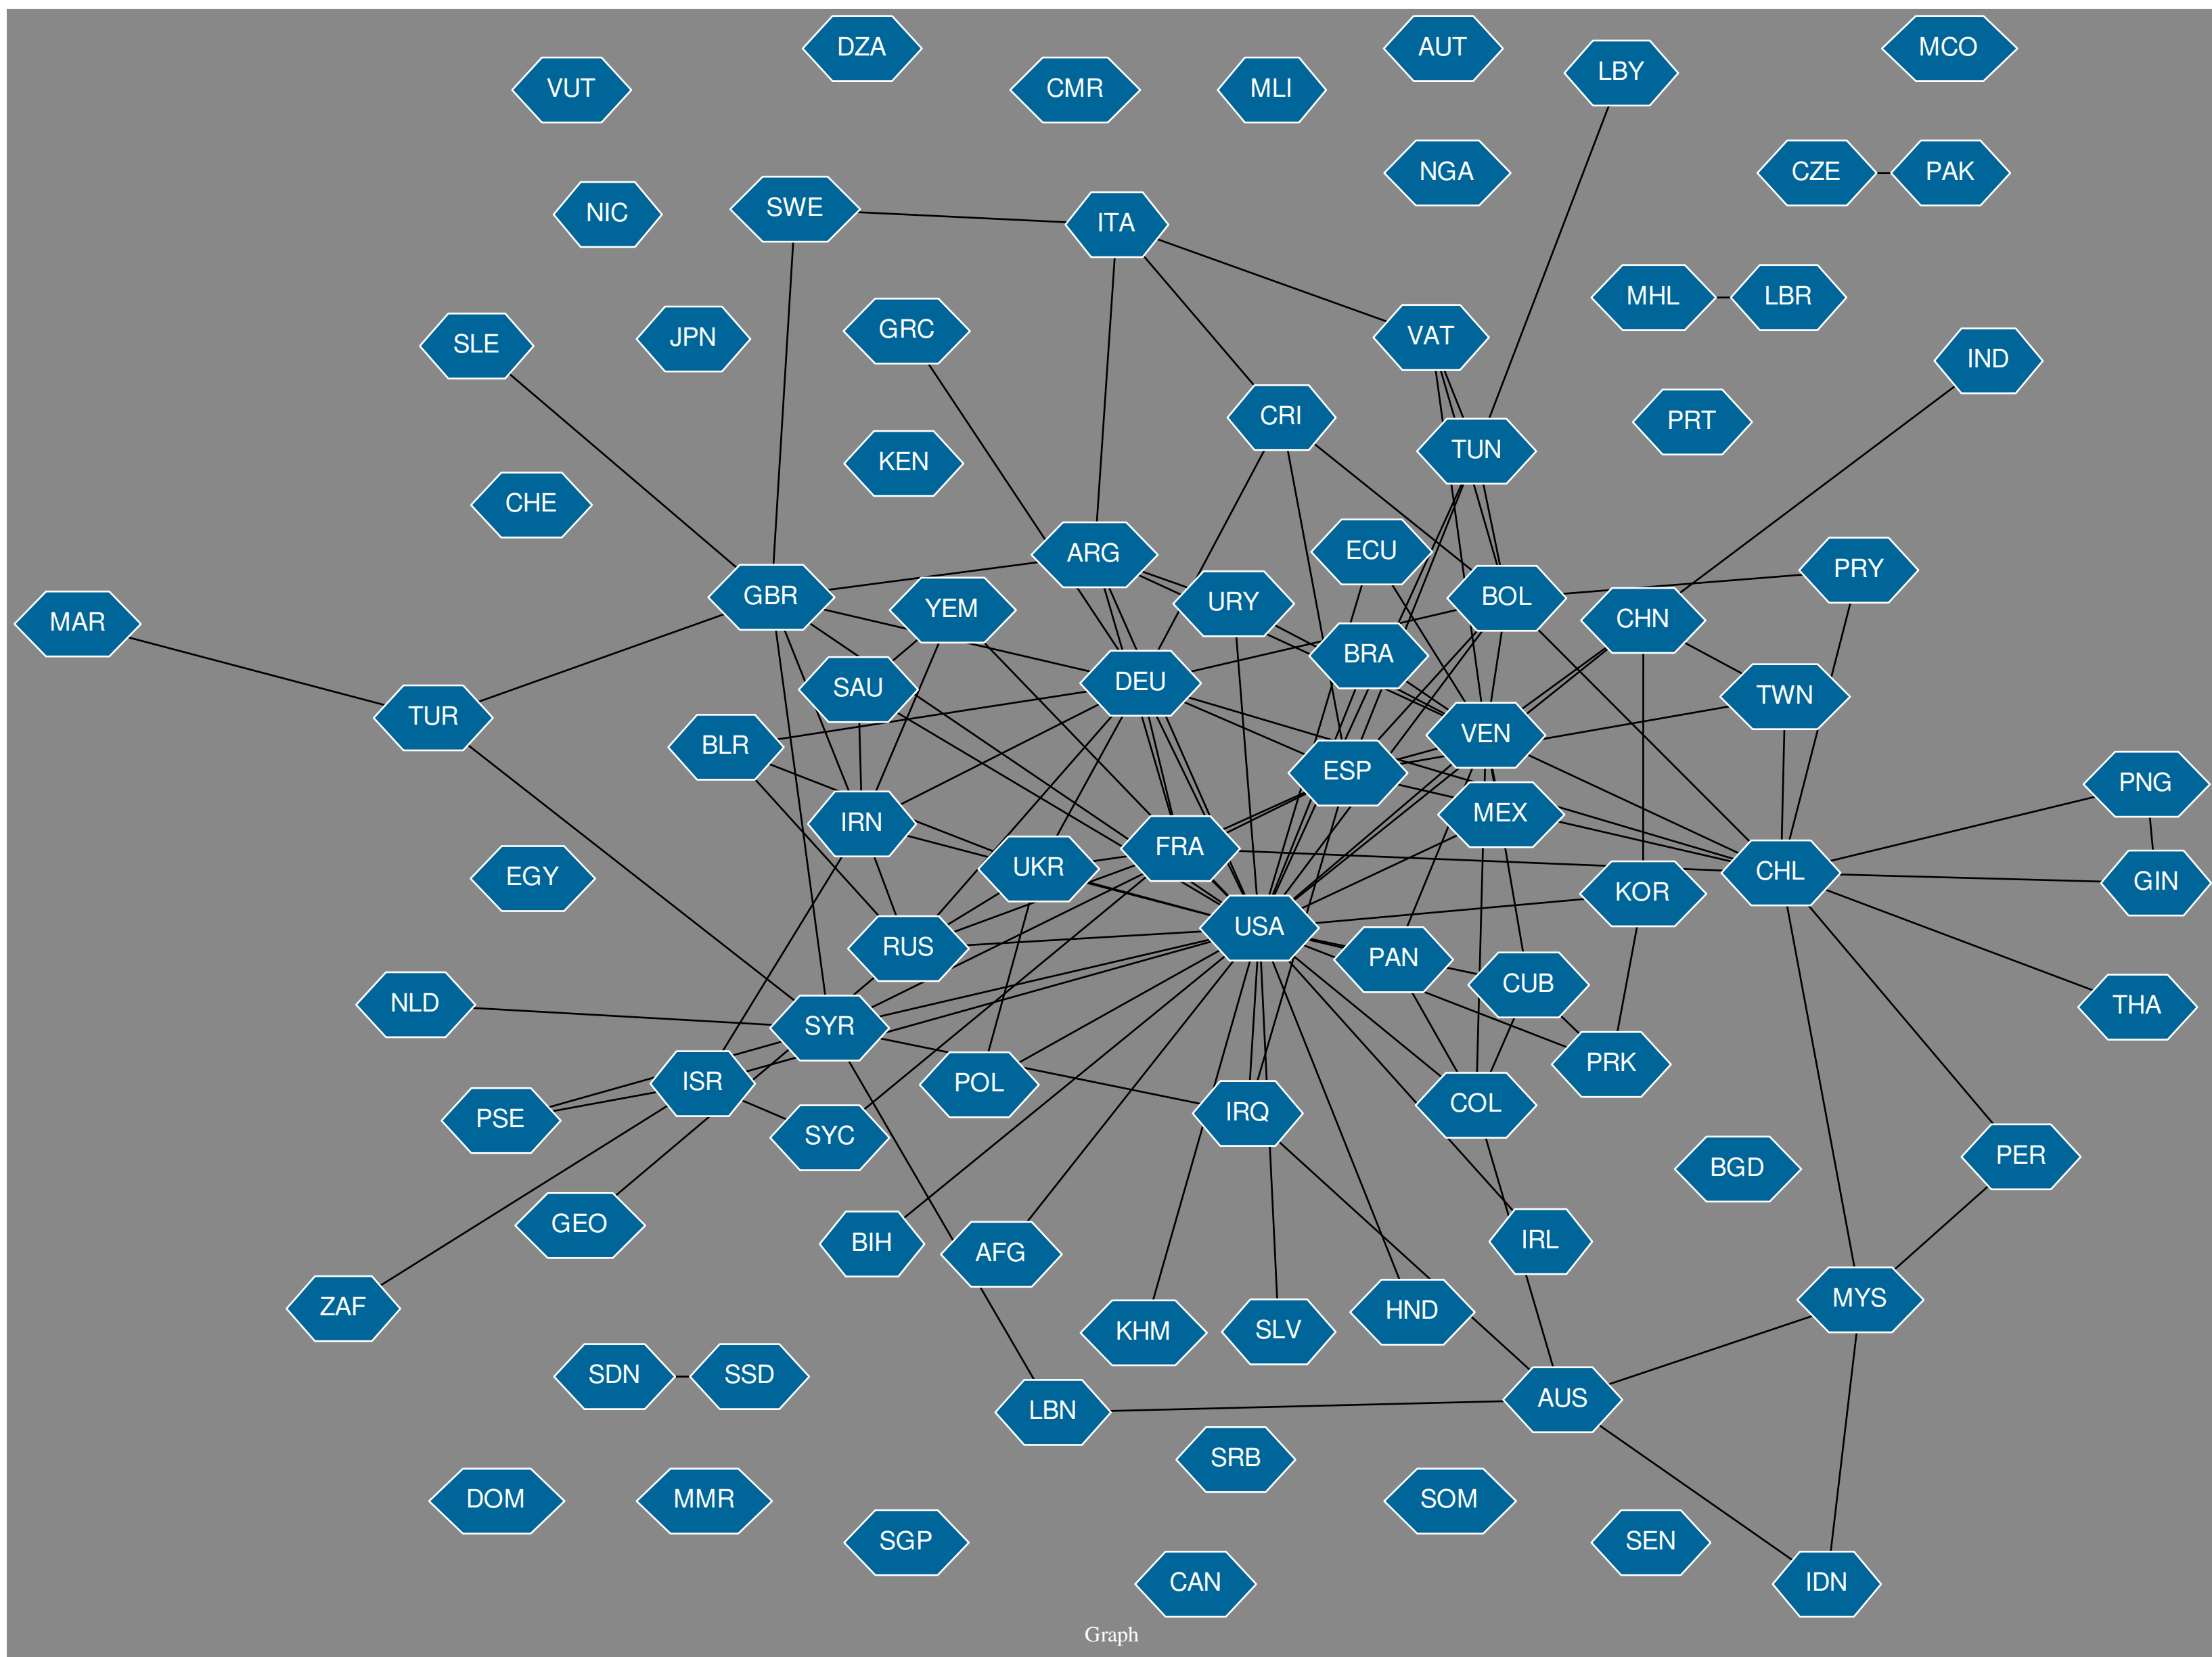 DZA
AUT
MCO
LBY
VUT
CMR
MLI
NGA
CZE
PAK
NIC
SWE
ITA
MHL
LBR
SLE
JPN
GRC
VAT
IND
CRI
PRT
KEN
TUN
CHE
ARG
ECU
PRY
GBR
YEM
URY
BOL
CHN
MAR
BRA
SAU
DEU
TWN
TUR
BLR
VEN
ESP
PNG
IRN
MEX
FRA
UKR
CHL
EGY
KOR
GIN
USA
RUS
PAN
CUB
NLD
THA
SYR
PRK
ISR
POL
COL
PSE
IRQ
SYC
BGD
PER
GEO
BIH
AFG
IRL
ZAF
KHM
SLV
HND
MYS
SDN
SSD
LBN
AUS
SRB
DOM
MMR
SOM
SGP
SEN
CAN
IDN
Graph